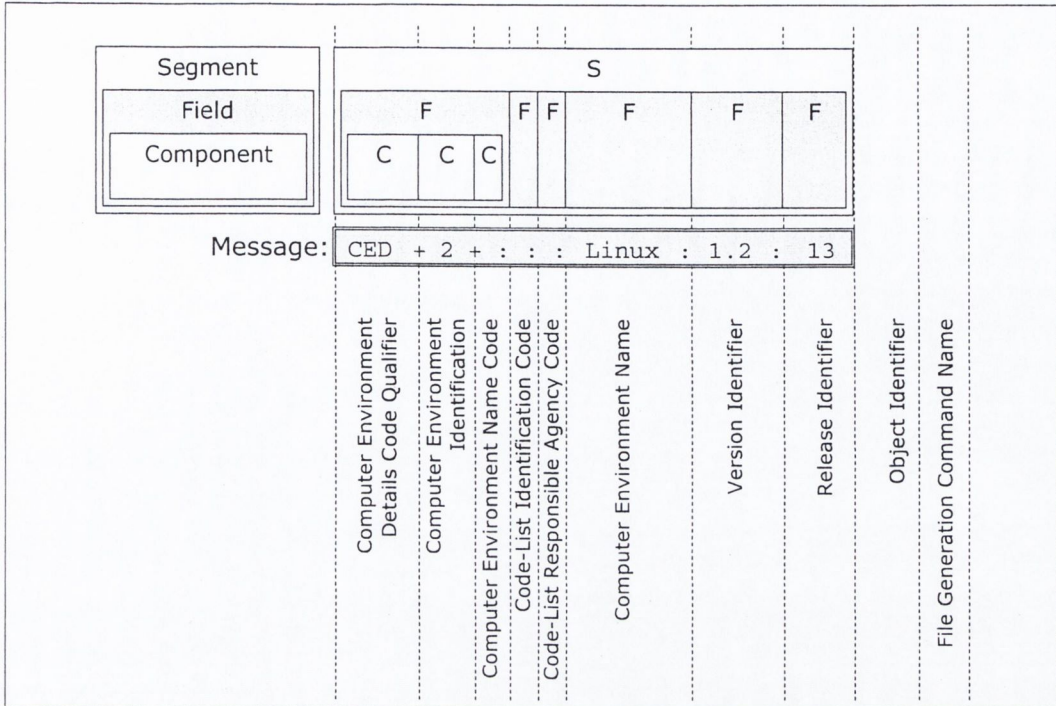 Segment
S
Field
F F F F F F
Component
C C C
Message: CED + 2 + : : : Linux : 1.2 : 13
Computer Environment
Details Code Qualifier
Computer Environment
Identification
Computer Environment Name Code
Code-List Identification Code
Code-List Responsible Agency Code
Computer Environment Name
Version Identifier
Release Identifier
Object Identifier
File Generation Command Name